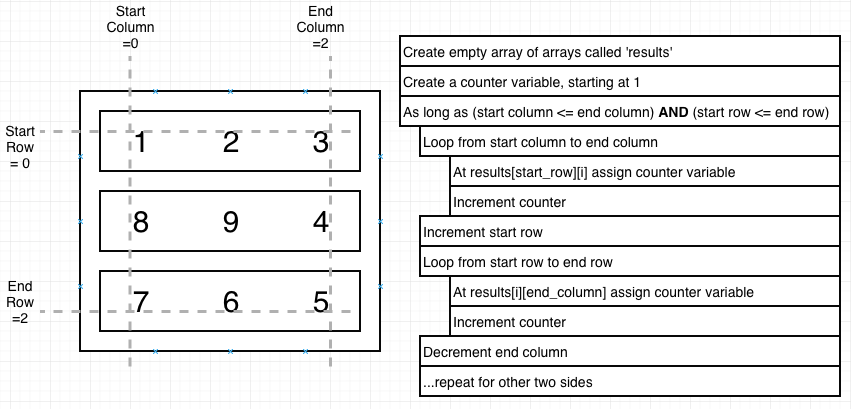 Start
Column
=0
End
Column
=2
Start
Row
= 0
1 2 3
8 9 4
End
Row
=2
7 6 5
Create empty array of arrays called 'results'
Create a counter variable, starting at 1
As long as (start column <= end column) AND (start row <= end row)
Loop from start column to end column
At results[start_row][i] assign counter variable
Increment counter
Increment start row
Loop from start row to end row
At results[i][end_column] assign counter variable
Increment counter
Decrement end column
...repeat for other two sides